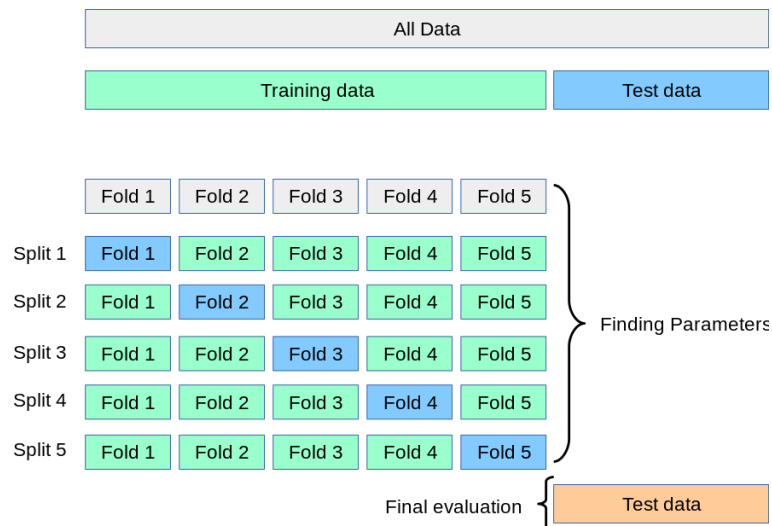 All Data
Training data Test data
Fold 1 Fold 2 Fold 3 Fold 4 Fold 5
Split 1 Fold 1 Fold 2 Fold 3 Fold 4 Fold 5
Split 2 Fold 1 Fold 2 Fold 3 Fold 4 Fold 5
Finding Parameters
Split 3 Fold 1 Fold 2 Fold 3 Fold 4 Fold 5
Split 4 Fold 1 Fold 2 Fold 3 Fold 4 Fold 5
Split 5 Fold 1 Fold 2 Fold 3 Fold 4 Fold 5
Final evaluation Test data